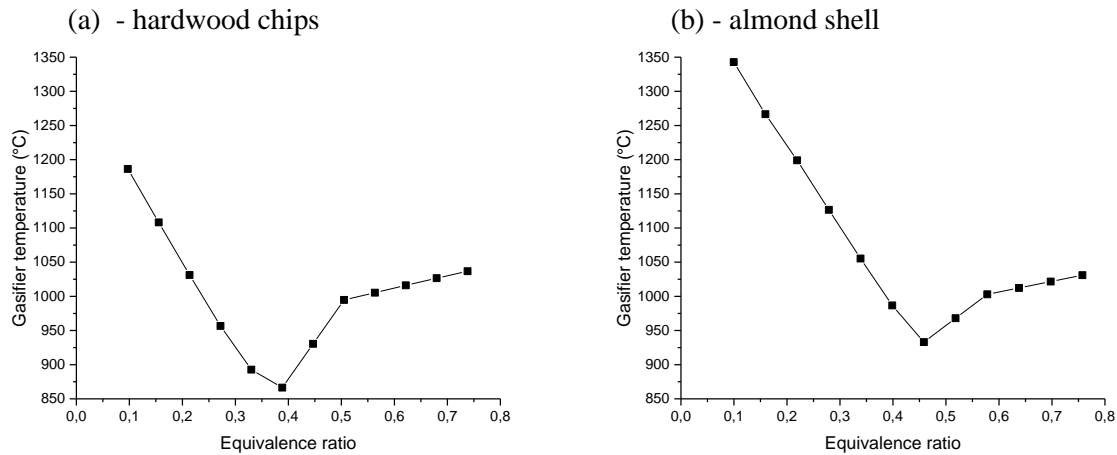 (a) - hardwood chips
1350
1300
1250
1200
1150
1100
1050
1000
950
900
850
Gasifier temperature (°C)
0,0 0,1 0,2 0,3 0,4 0,5 0,6 0,7 0,8
Equivalence ratio
(b) - almond shell
1350
1300
1250
1200
1150
1100
1050
1000
950
900
850
Gasifier temperature (°C)
0,0 0,1 0,2 0,3 0,4 0,5 0,6 0,7 0,8
Equivalence ratio